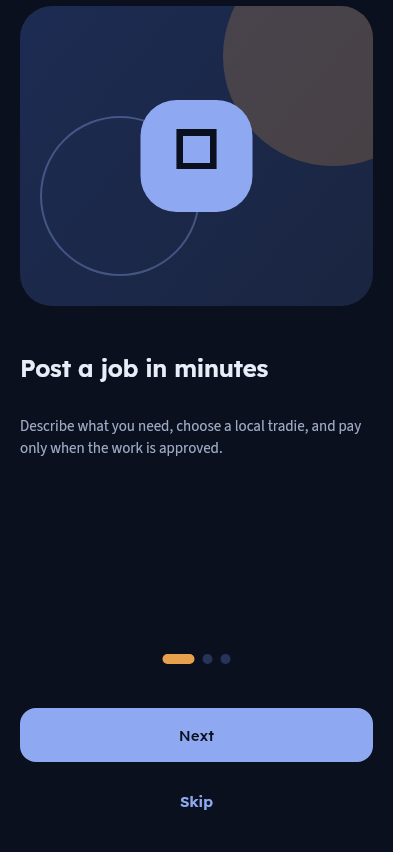 Post a job in minutes
Describe what you need, choose a local tradie, and pay
only when the work is approved.
Next
Skip